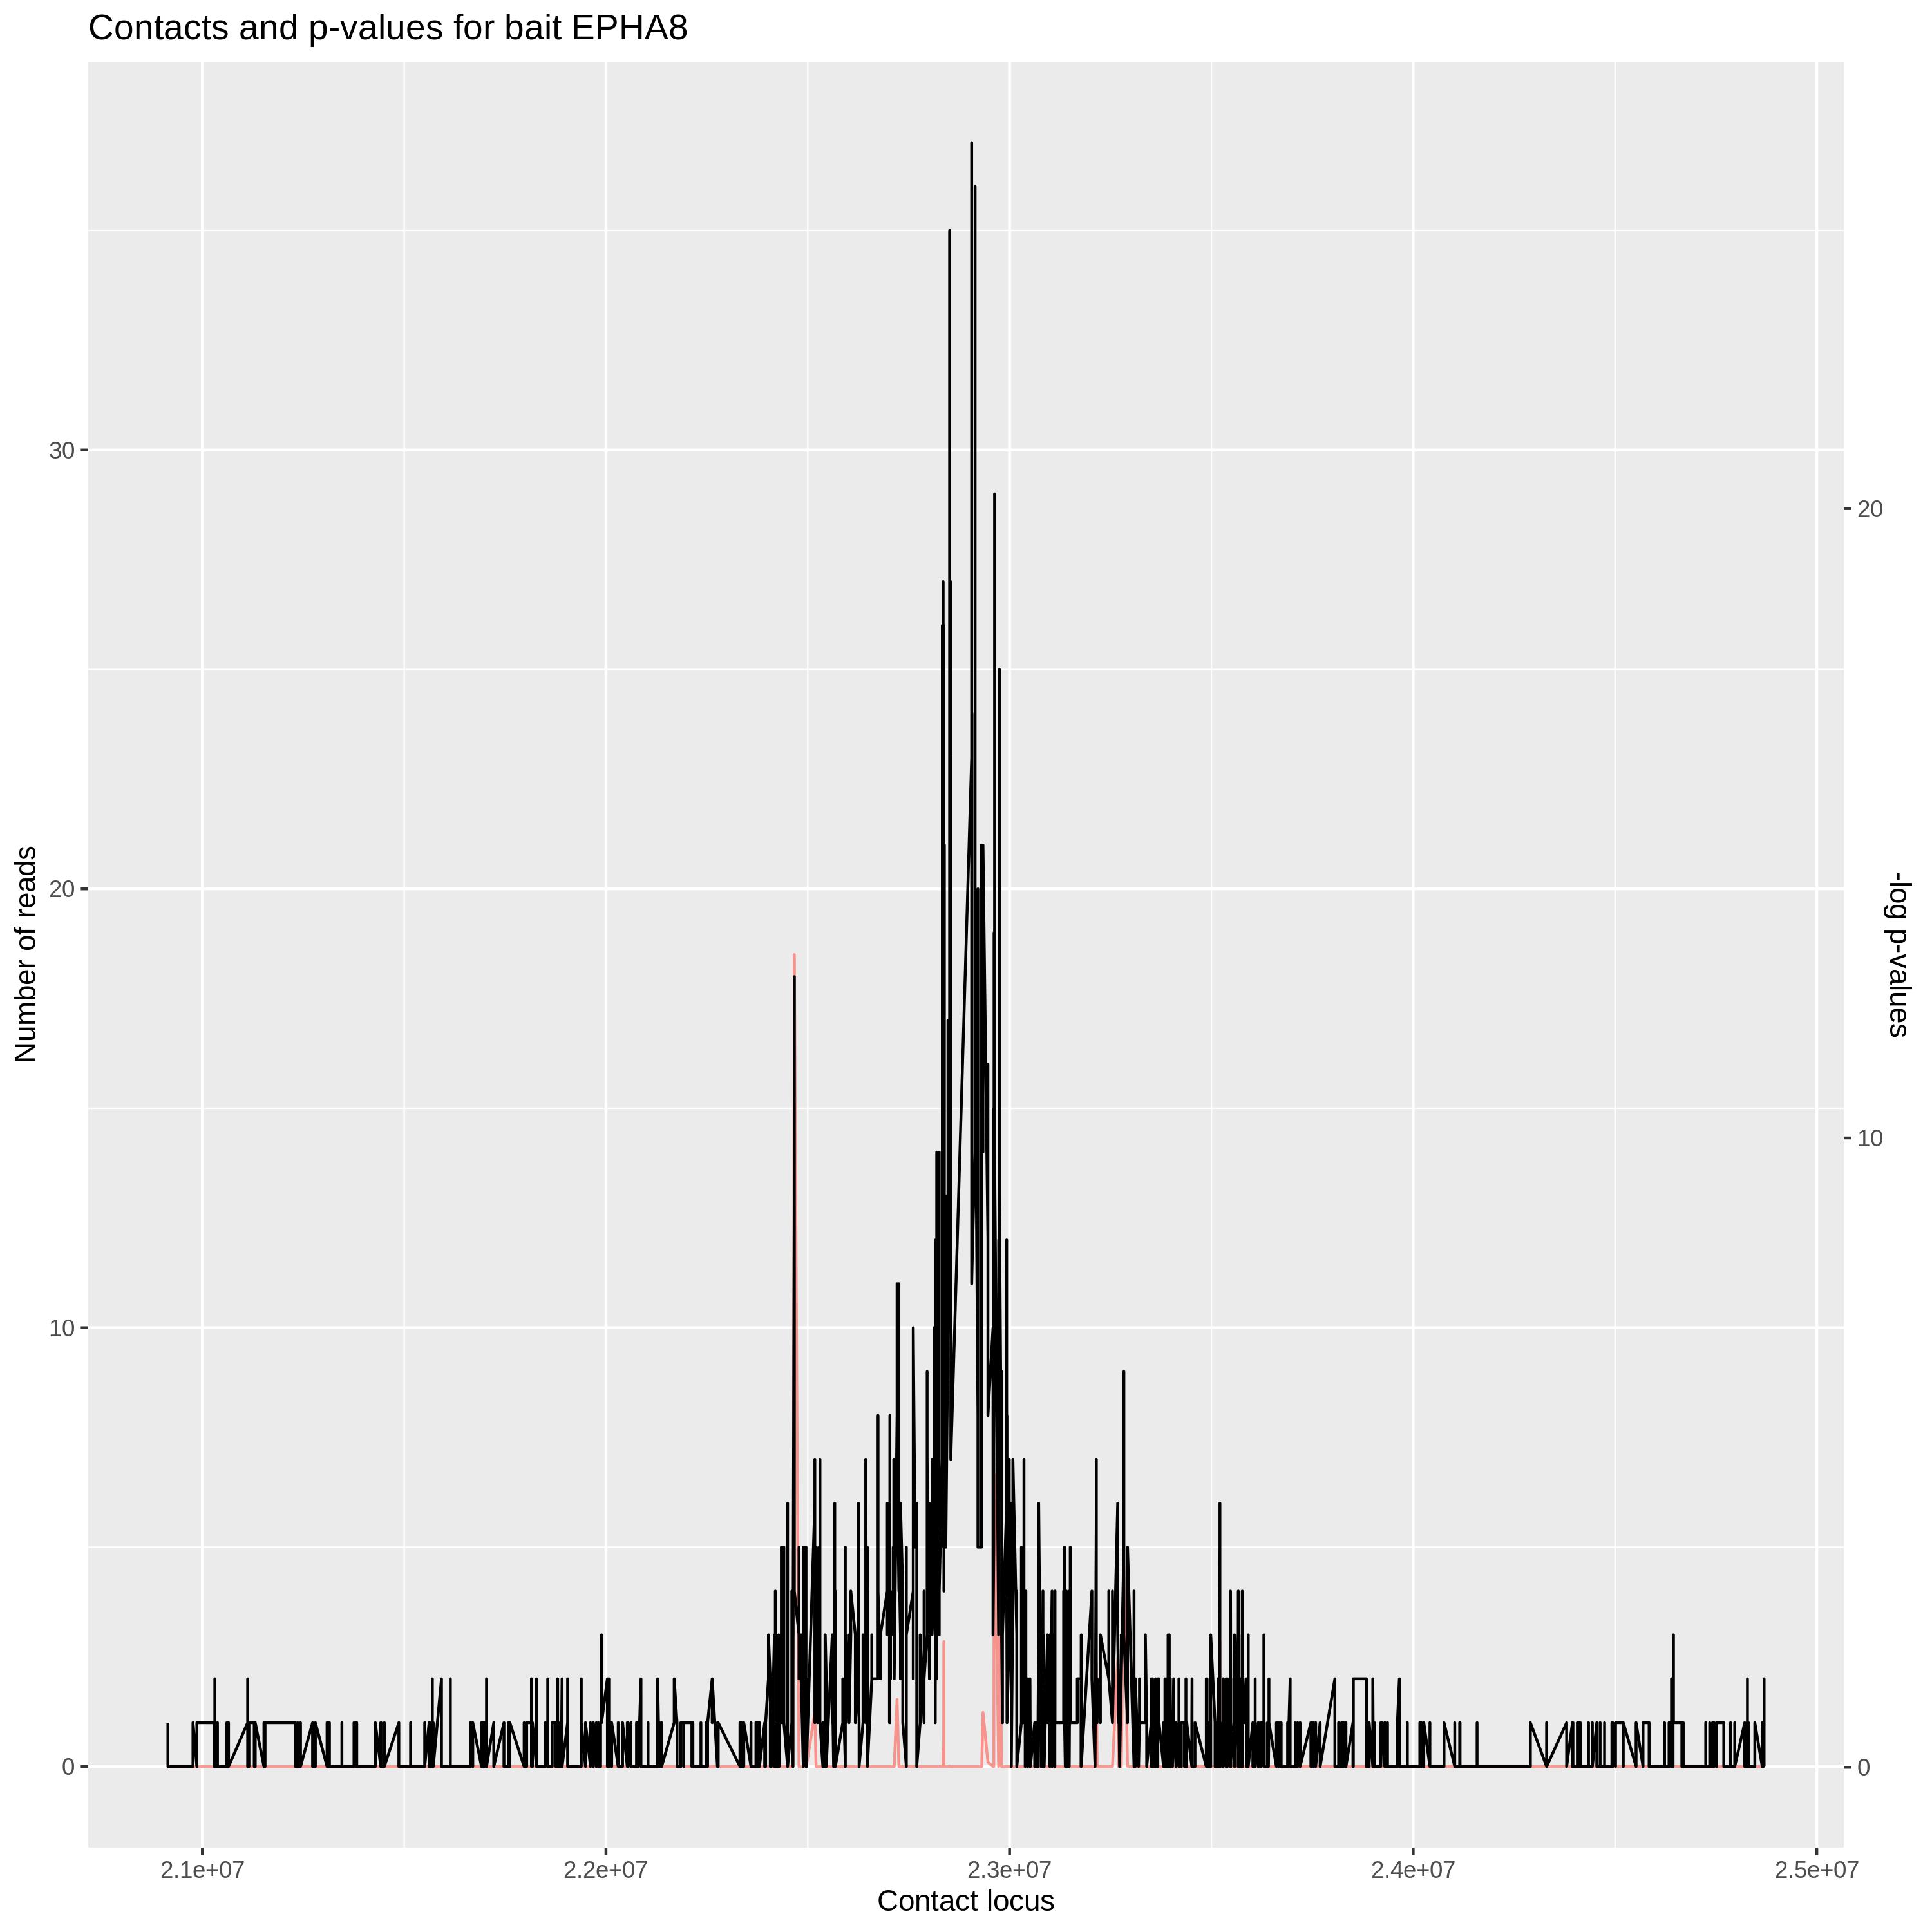 Contacts and p-values for bait EPHA8
Number of reads
30
20
10
0
20
10
0
-log p-values
2.1e+07 2.2e+07 2.3e+07 2.4e+07 2.5e+07
Contact locus